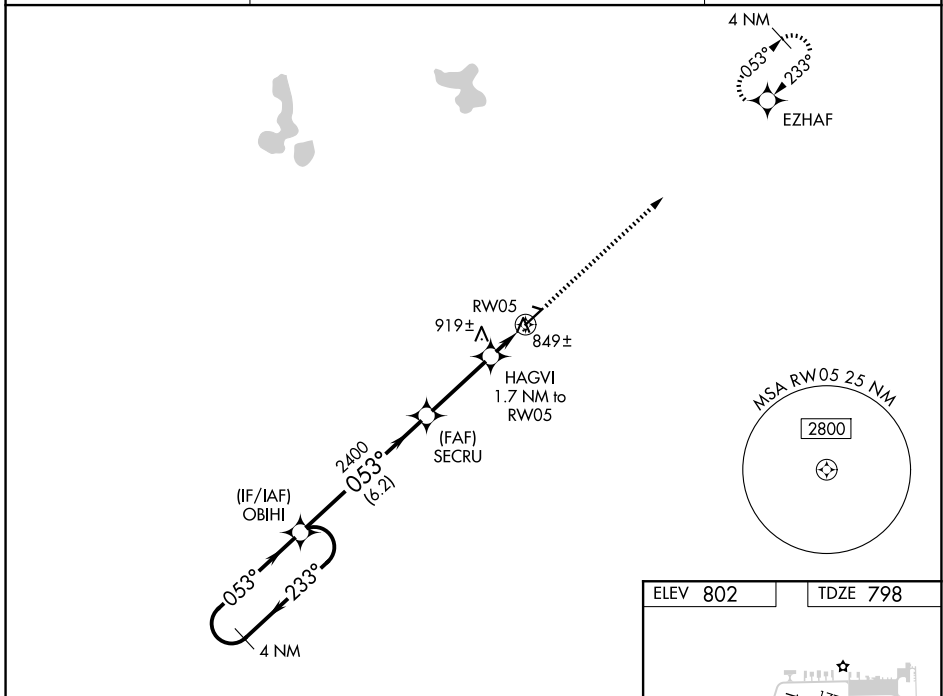 4 NM
053°
233°
EZHAF
RW05
919±
849±
HAGVI
1.7 NM to
RW05
MSA RW05 25 NM
2800
(FAF)
SECRU
2400
053°
(6.2)
(IF/IAF)
OBIHI
053°
233°
4 NM
ELEV 802
TDZE 798